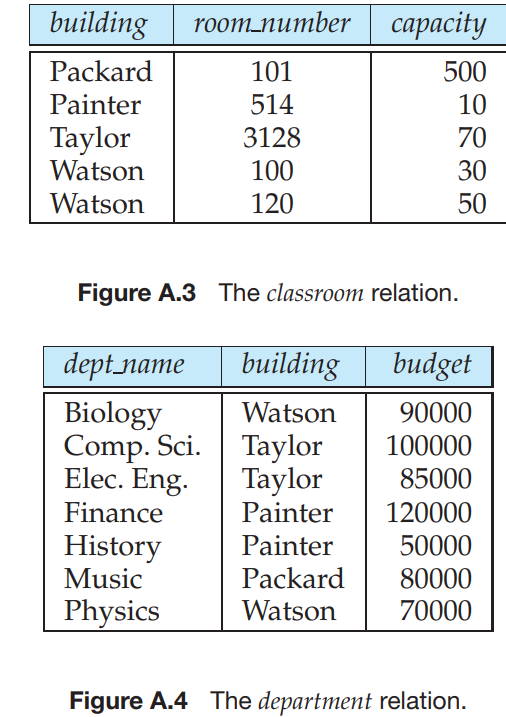 building room_number capacity
Packard 101 500
Painter 514 10
Taylor 3128 70
Watson 100 30
Watson 120 50
Figure A.3 The classroom relation.
dept_name building budget
Biology Watson 90000
Comp. Sci. Taylor 100000
Elec. Eng. Taylor 85000
Finance Painter 120000
History Painter 50000
Music Packard 80000
Physics Watson 70000
Figure A.4 The department relation.